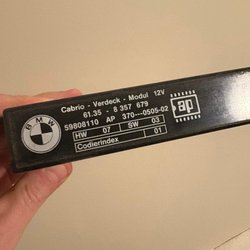 BMW
Cabrio - Verdeck - Modul 12V
61.35 - 8 357 679
59808110 AP 370---0505-02
HW 07 SW 03
Codierindex 01
ap